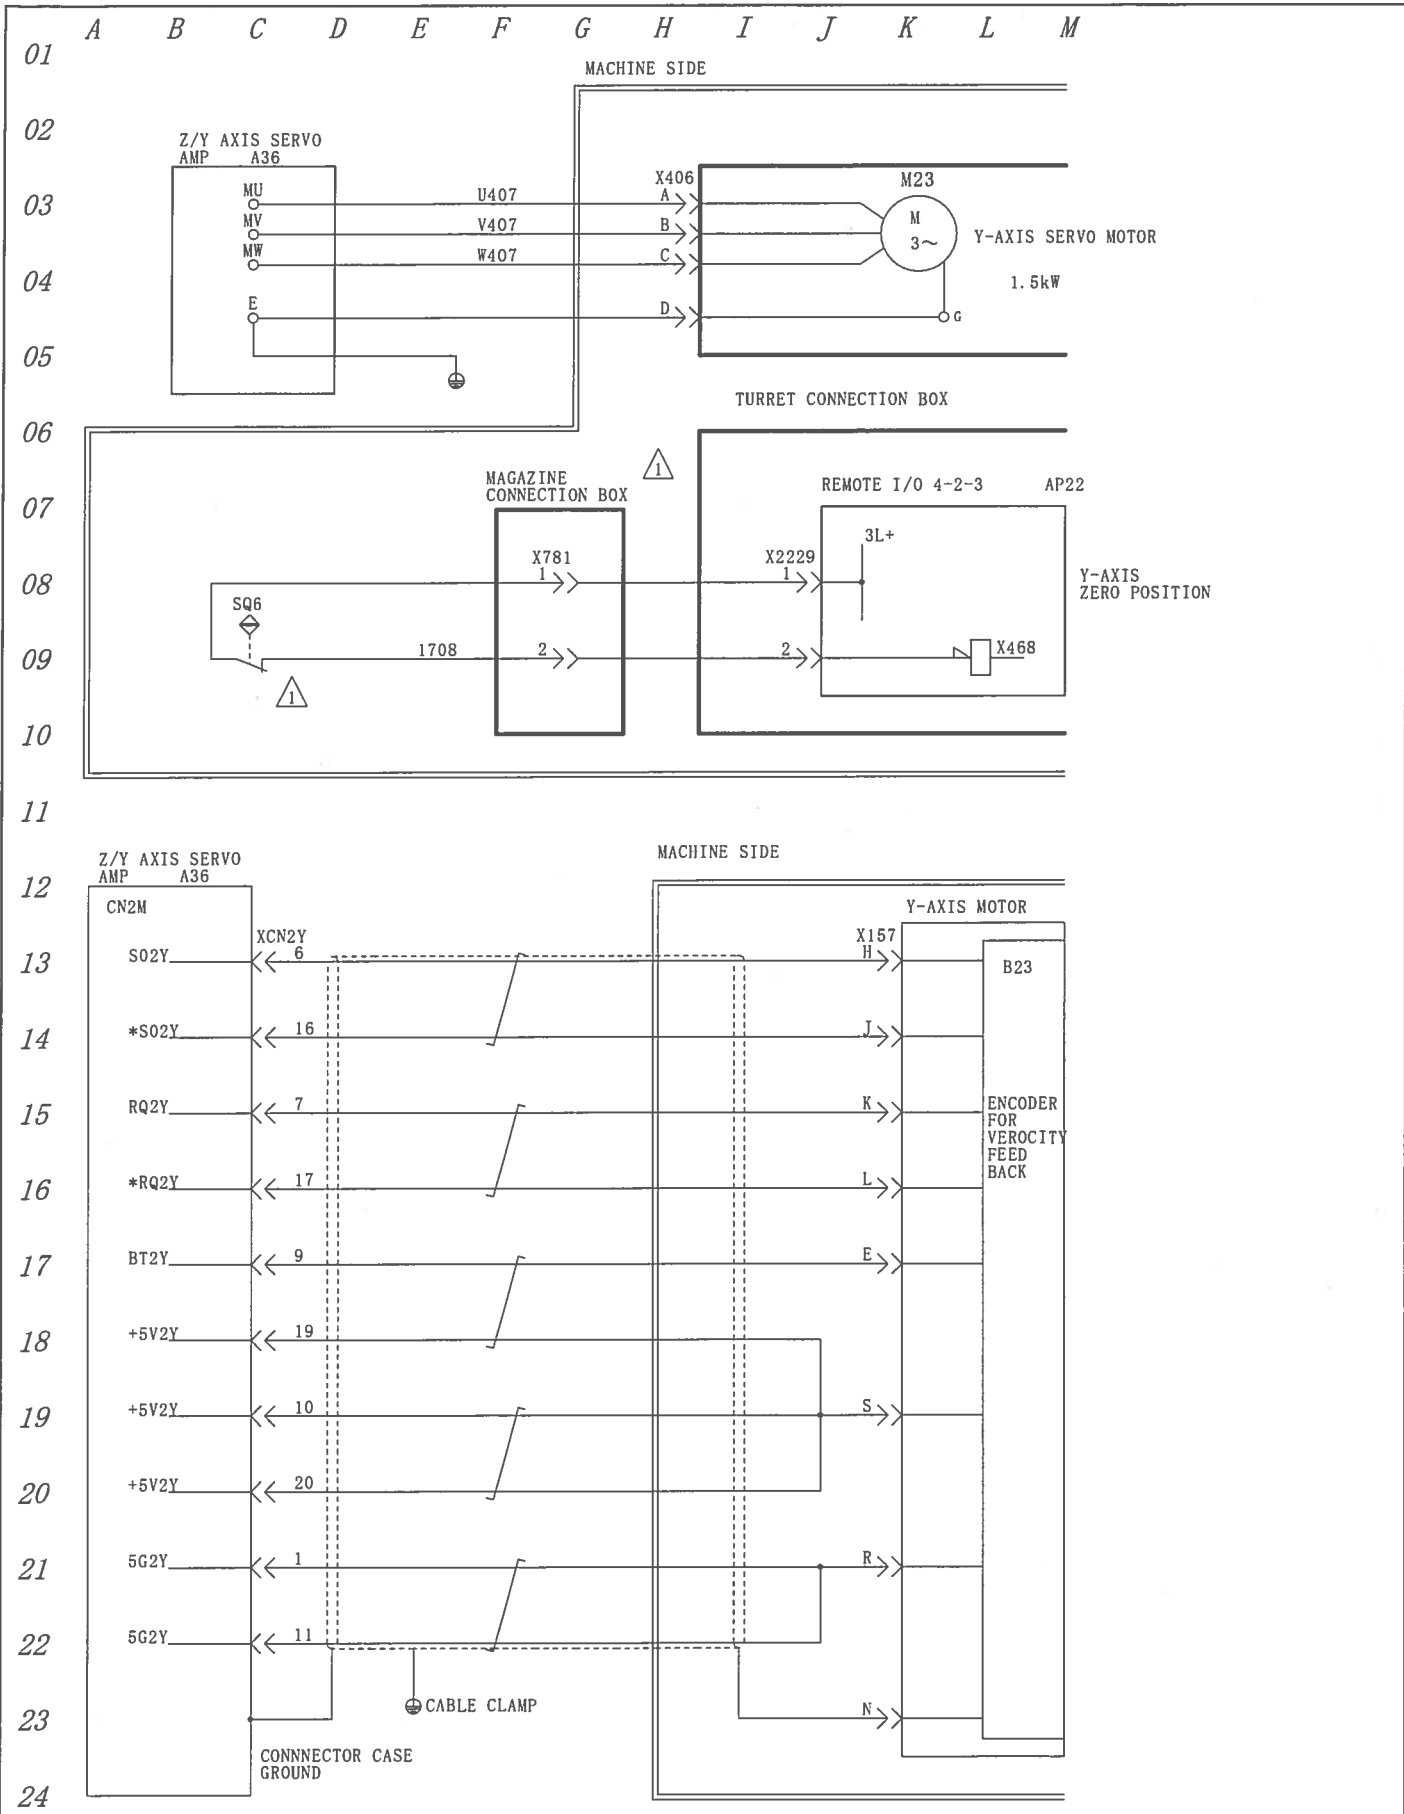 A B C D E F G H I J K L M
01
MACHINE SIDE
02
Z/Y AXIS SERVO
AMP A36
X406
M23
03
MU
U407
A
M
3~
MV
V407
B
Y-AXIS SERVO MOTOR
MW
W407
C
04
1.5kW
E
D
G
05
TURRET CONNECTION BOX
06
1
MAGAZINE
CONNECTION BOX
REMOTE I/O 4-2-3 AP22
07
3L+
X781
X2229
1
1
Y-AXIS
ZERO POSITION
08
SQ6
1708
2
2
X468
09
1
10
11
Z/Y AXIS SERVO
AMP A36
MACHINE SIDE
12
CN2M
Y-AXIS MOTOR
XCN2Y
X157
S02Y
6
H
B23
13
*S02Y
16
J
14
RQ2Y
7
K
ENCODER
FOR
VEROCITY
FEED
BACK
15
*RQ2Y
17
L
16
BT2Y
9
E
17
+5V2Y
19
18
+5V2Y
10
S
19
+5V2Y
20
20
5G2Y
1
R
21
5G2Y
11
22
CABLE CLAMP
N
23
CONNNECTOR CASE
GROUND
24